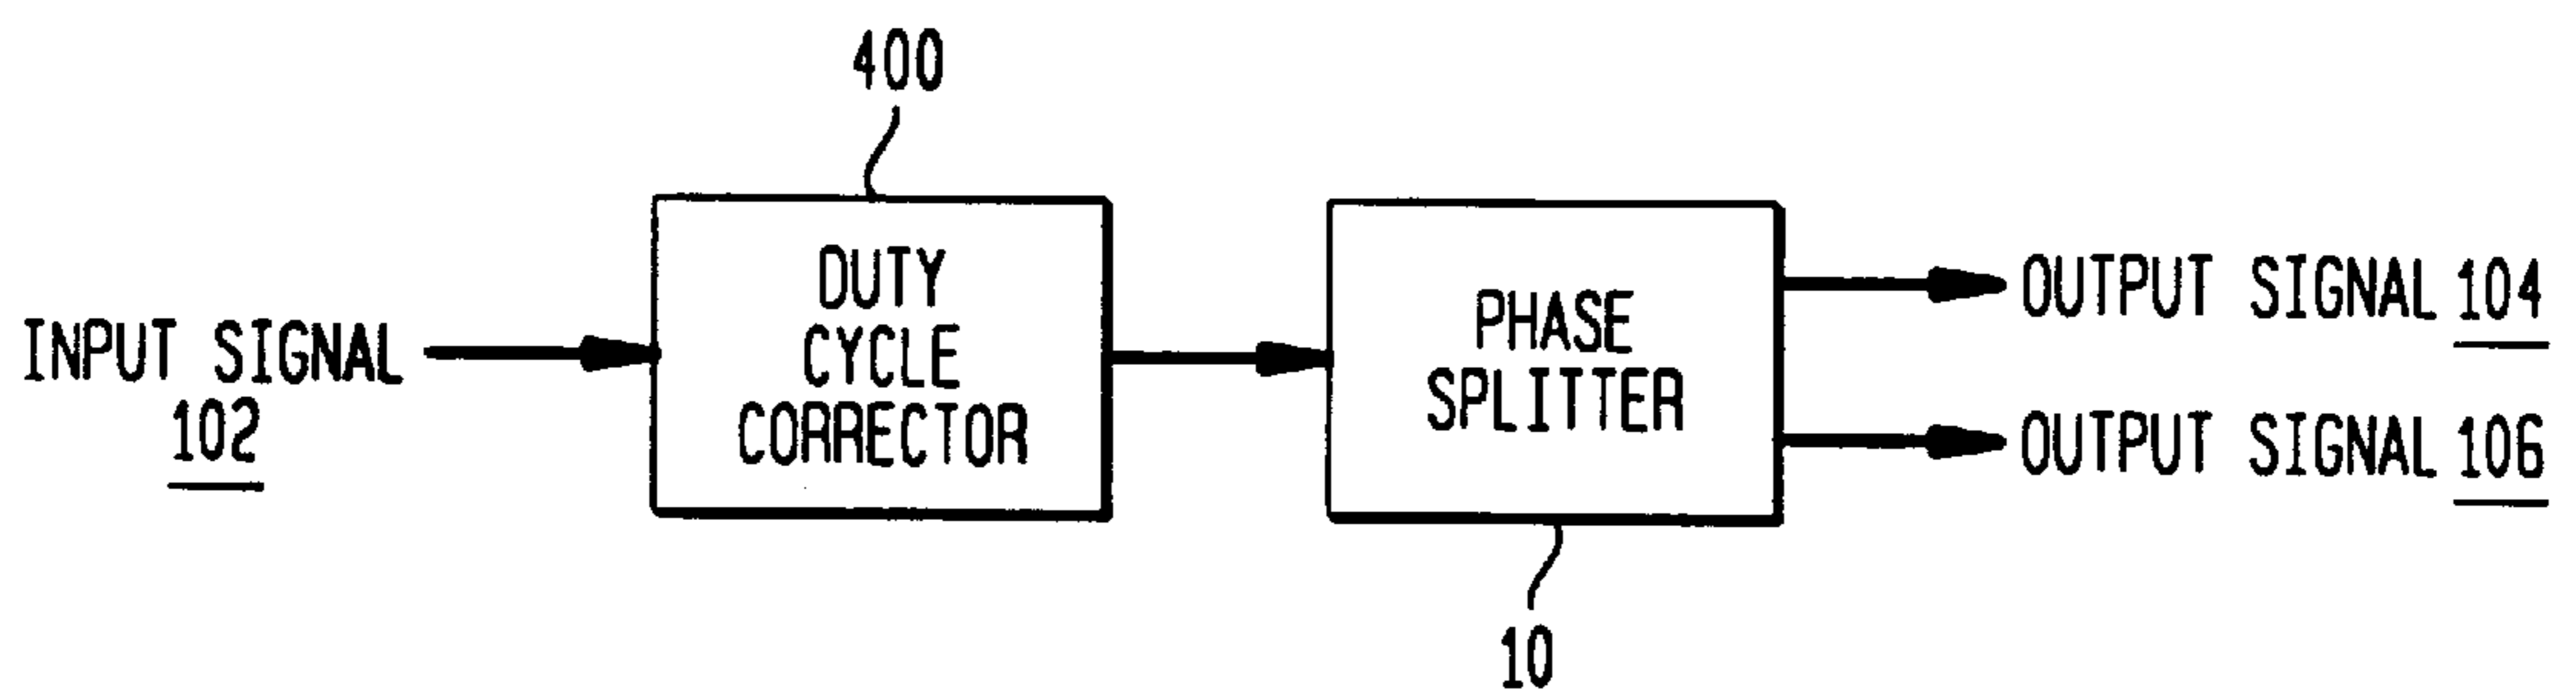 400
DUTY
CYCLE
CORRECTOR
INPUT SIGNAL
102
PHASE
SPLITTER
OUTPUT SIGNAL 104
OUTPUT SIGNAL 106
10